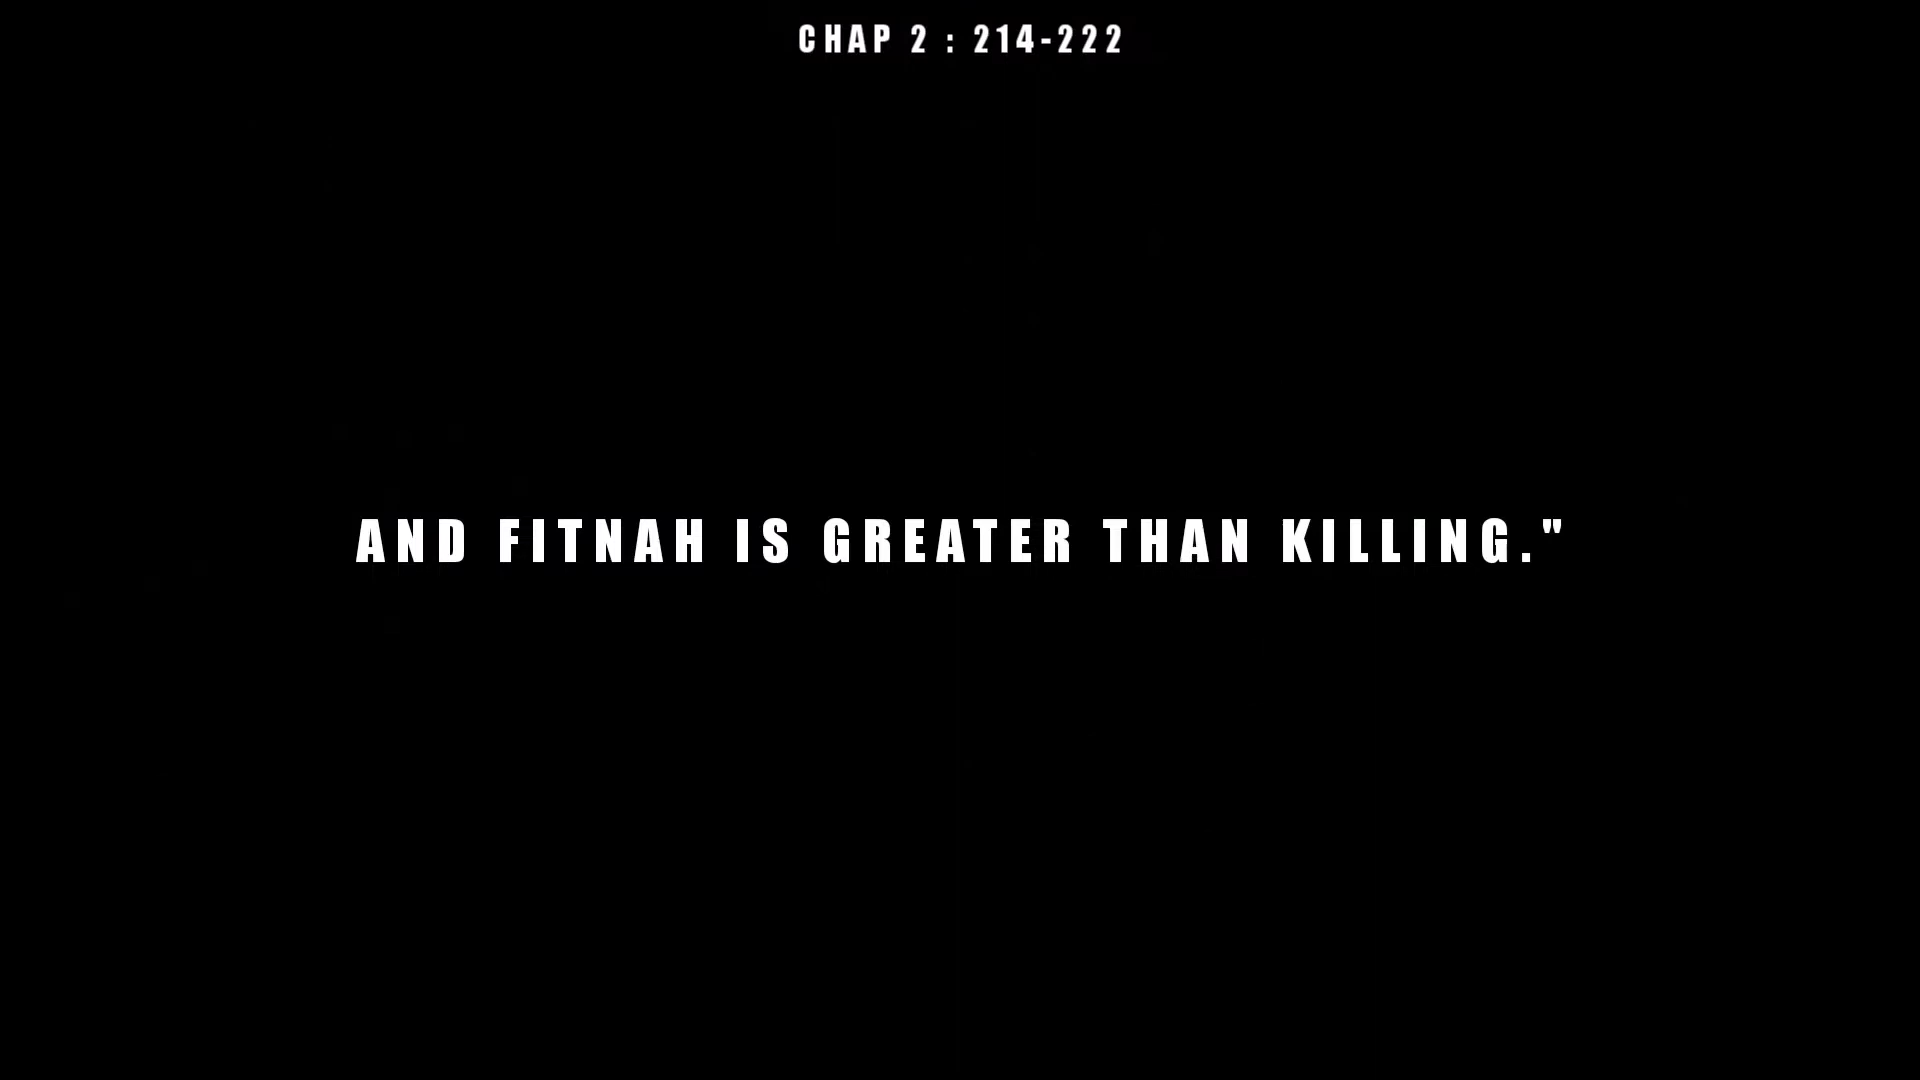 CHAP 2 : 214-222
AND FITNAH IS GREATER THAN KILLING."